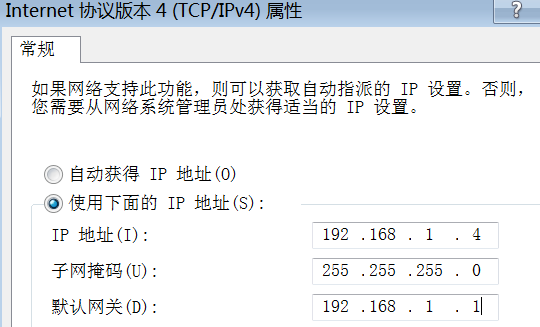 Internet 协议版本 4 (TCP/IPv4) 属性
?
常规
如果网络支持此功能，则可以获取自动指派的 IP 设置。否则，
您需要从网络系统管理员处获得适当的 IP 设置。
自动获得 IP 地址(O)
使用下面的 IP 地址(S):
IP 地址(I): 192 .168 . 1 . 4
子网掩码(U): 255 .255 .255 . 0
默认网关(D): 192 .168 . 1 . 1